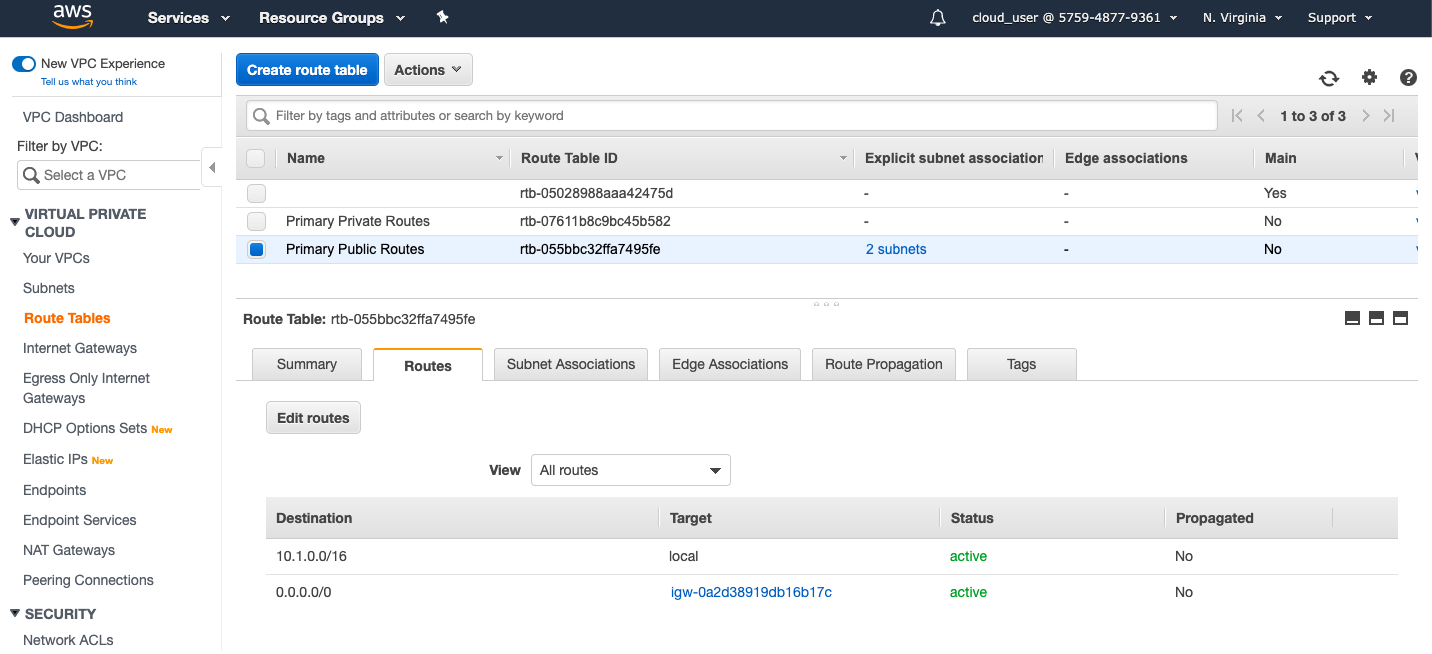 aws Services Resource Groups cloud_user @ 5759-4877-9361 N. Virginia Support
New VPC Experience
Tell us what you think
VPC Dashboard
Filter by VPC:
Select a VPC
VIRTUAL PRIVATE
CLOUD
Your VPCs
Subnets
Route Tables
Internet Gateways
Egress Only Internet
Gateways
DHCP Options Sets New
Elastic IPs New
Endpoints
Endpoint Services
NAT Gateways
Peering Connections
SECURITY
Network ACLs
Create route table Actions
Filter by tags and attributes or search by keyword 1 to 3 of 3
Name Route Table ID Explicit subnet association Edge associations Main
rtb-05028988aaa42475d - - Yes
Primary Private Routes rtb-07611b8c9bc45b582 - - No
Primary Public Routes rtb-055bbc32ffa7495fe 2 subnets - No
Route Table: rtb-055bbc32ffa7495fe
Summary Routes Subnet Associations Edge Associations Route Propagation Tags
Edit routes
View All routes
Destination Target Status Propagated
10.1.0.0/16 local active No
0.0.0.0/0 igw-0a2d38919db16b17c active No